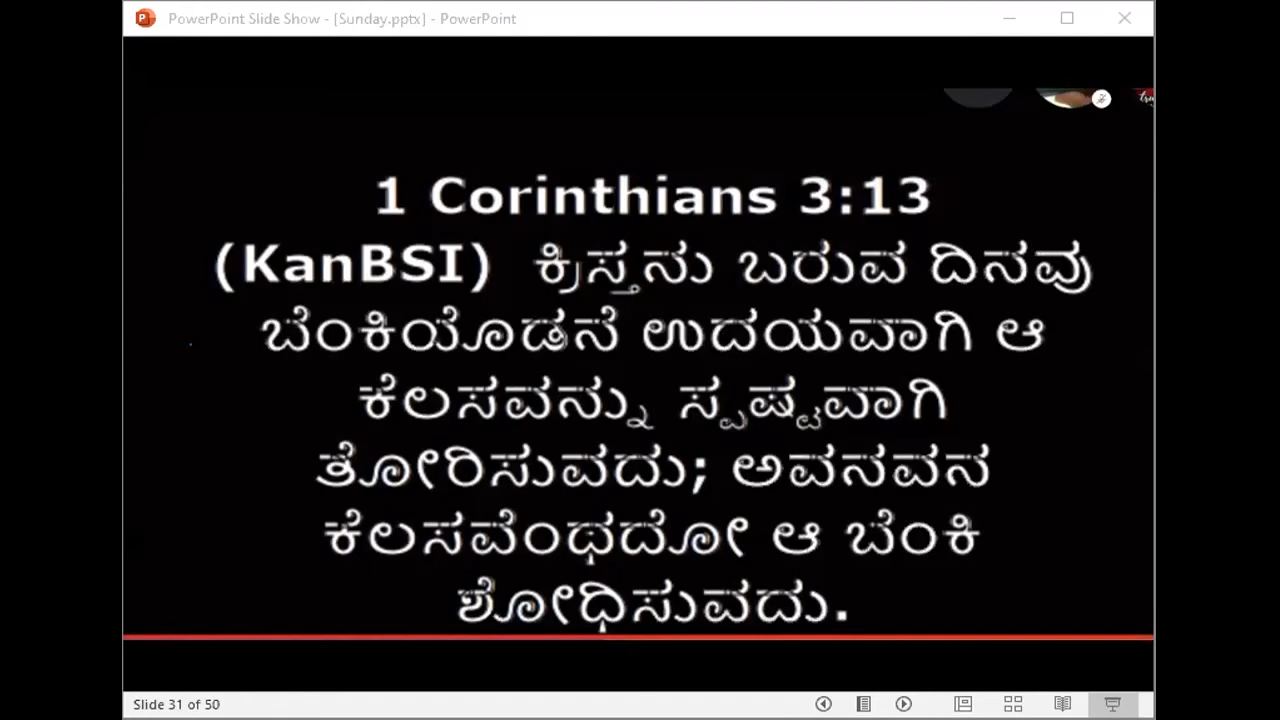 PowerPoint Slide Show - [Sunday.pptx] - PowerPoint
1 Corinthians 3:13
(KanBSI) ಕ್ರಿಸ್ತನು ಬರುವ ದಿನವು
ಬೆಂಕಿಯೊಡನೆ ಉದಯವಾಗಿ ಆ
ಕೆಲಸವನ್ನು ಸ್ಪಷ್ಟವಾಗಿ
ತೋರಿಸುವದು; ಅವನವನ
ಕೆಲಸವೆಂಥದೋ ಆ ಬೆಂಕಿ
ಶೋಧಿಸುವದು.
Slide 31 of 50